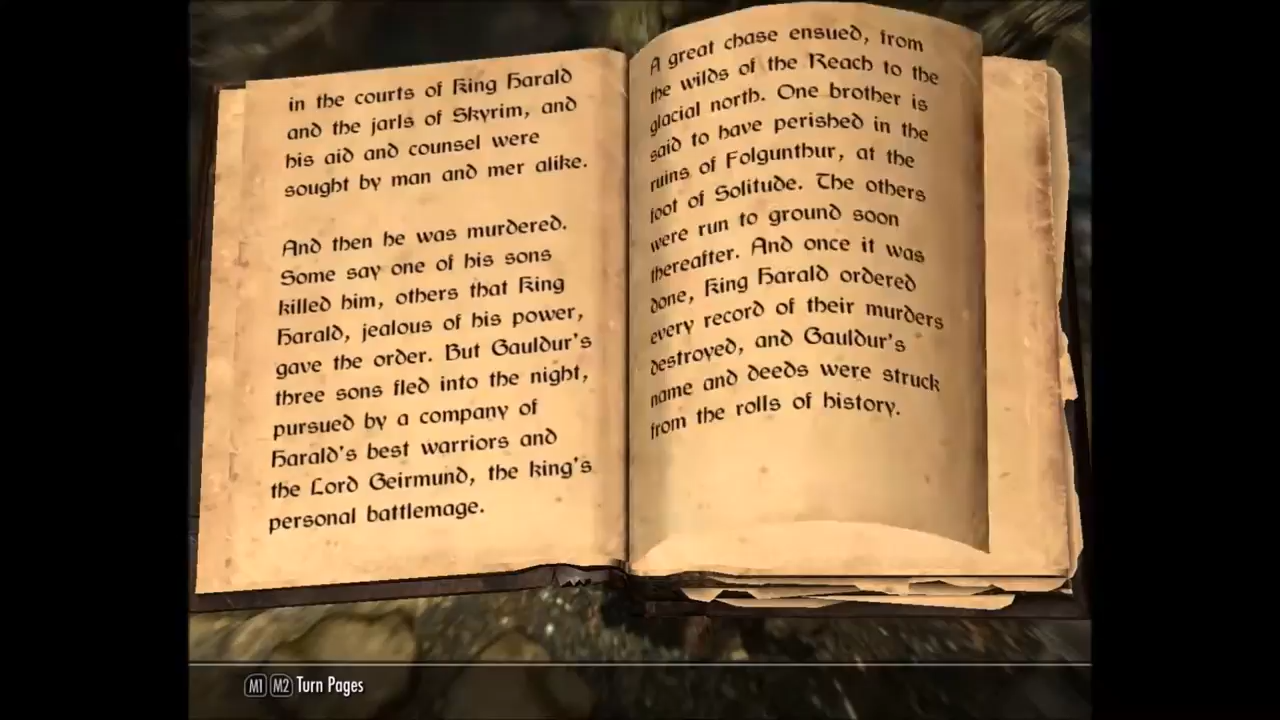 in the courts of King Harald
and the jarls of Skyrim, and
his aid and counsel were
sought by man and mer alike.
And then he was murdered.
Some say one of his sons
killed him, others that King
Harald, jealous of his power,
gave the order. But Gauldur's
three sons fled into the night,
pursued by a company of
Harald's best warriors and
the Lord Geirmund, the king's
personal battlemage.
A great chase ensued, from
the wilds of the Reach to the
glacial north. One brother is
said to have perished in the
ruins of Folgunthur, at the
foot of Solitude. The others
were run to ground soon
thereafter. And once it was
done, King Harald ordered
every record of their murders
destroyed, and Gauldur's
name and deeds were struck
from the rolls of history.
M1 M2 Turn Pages